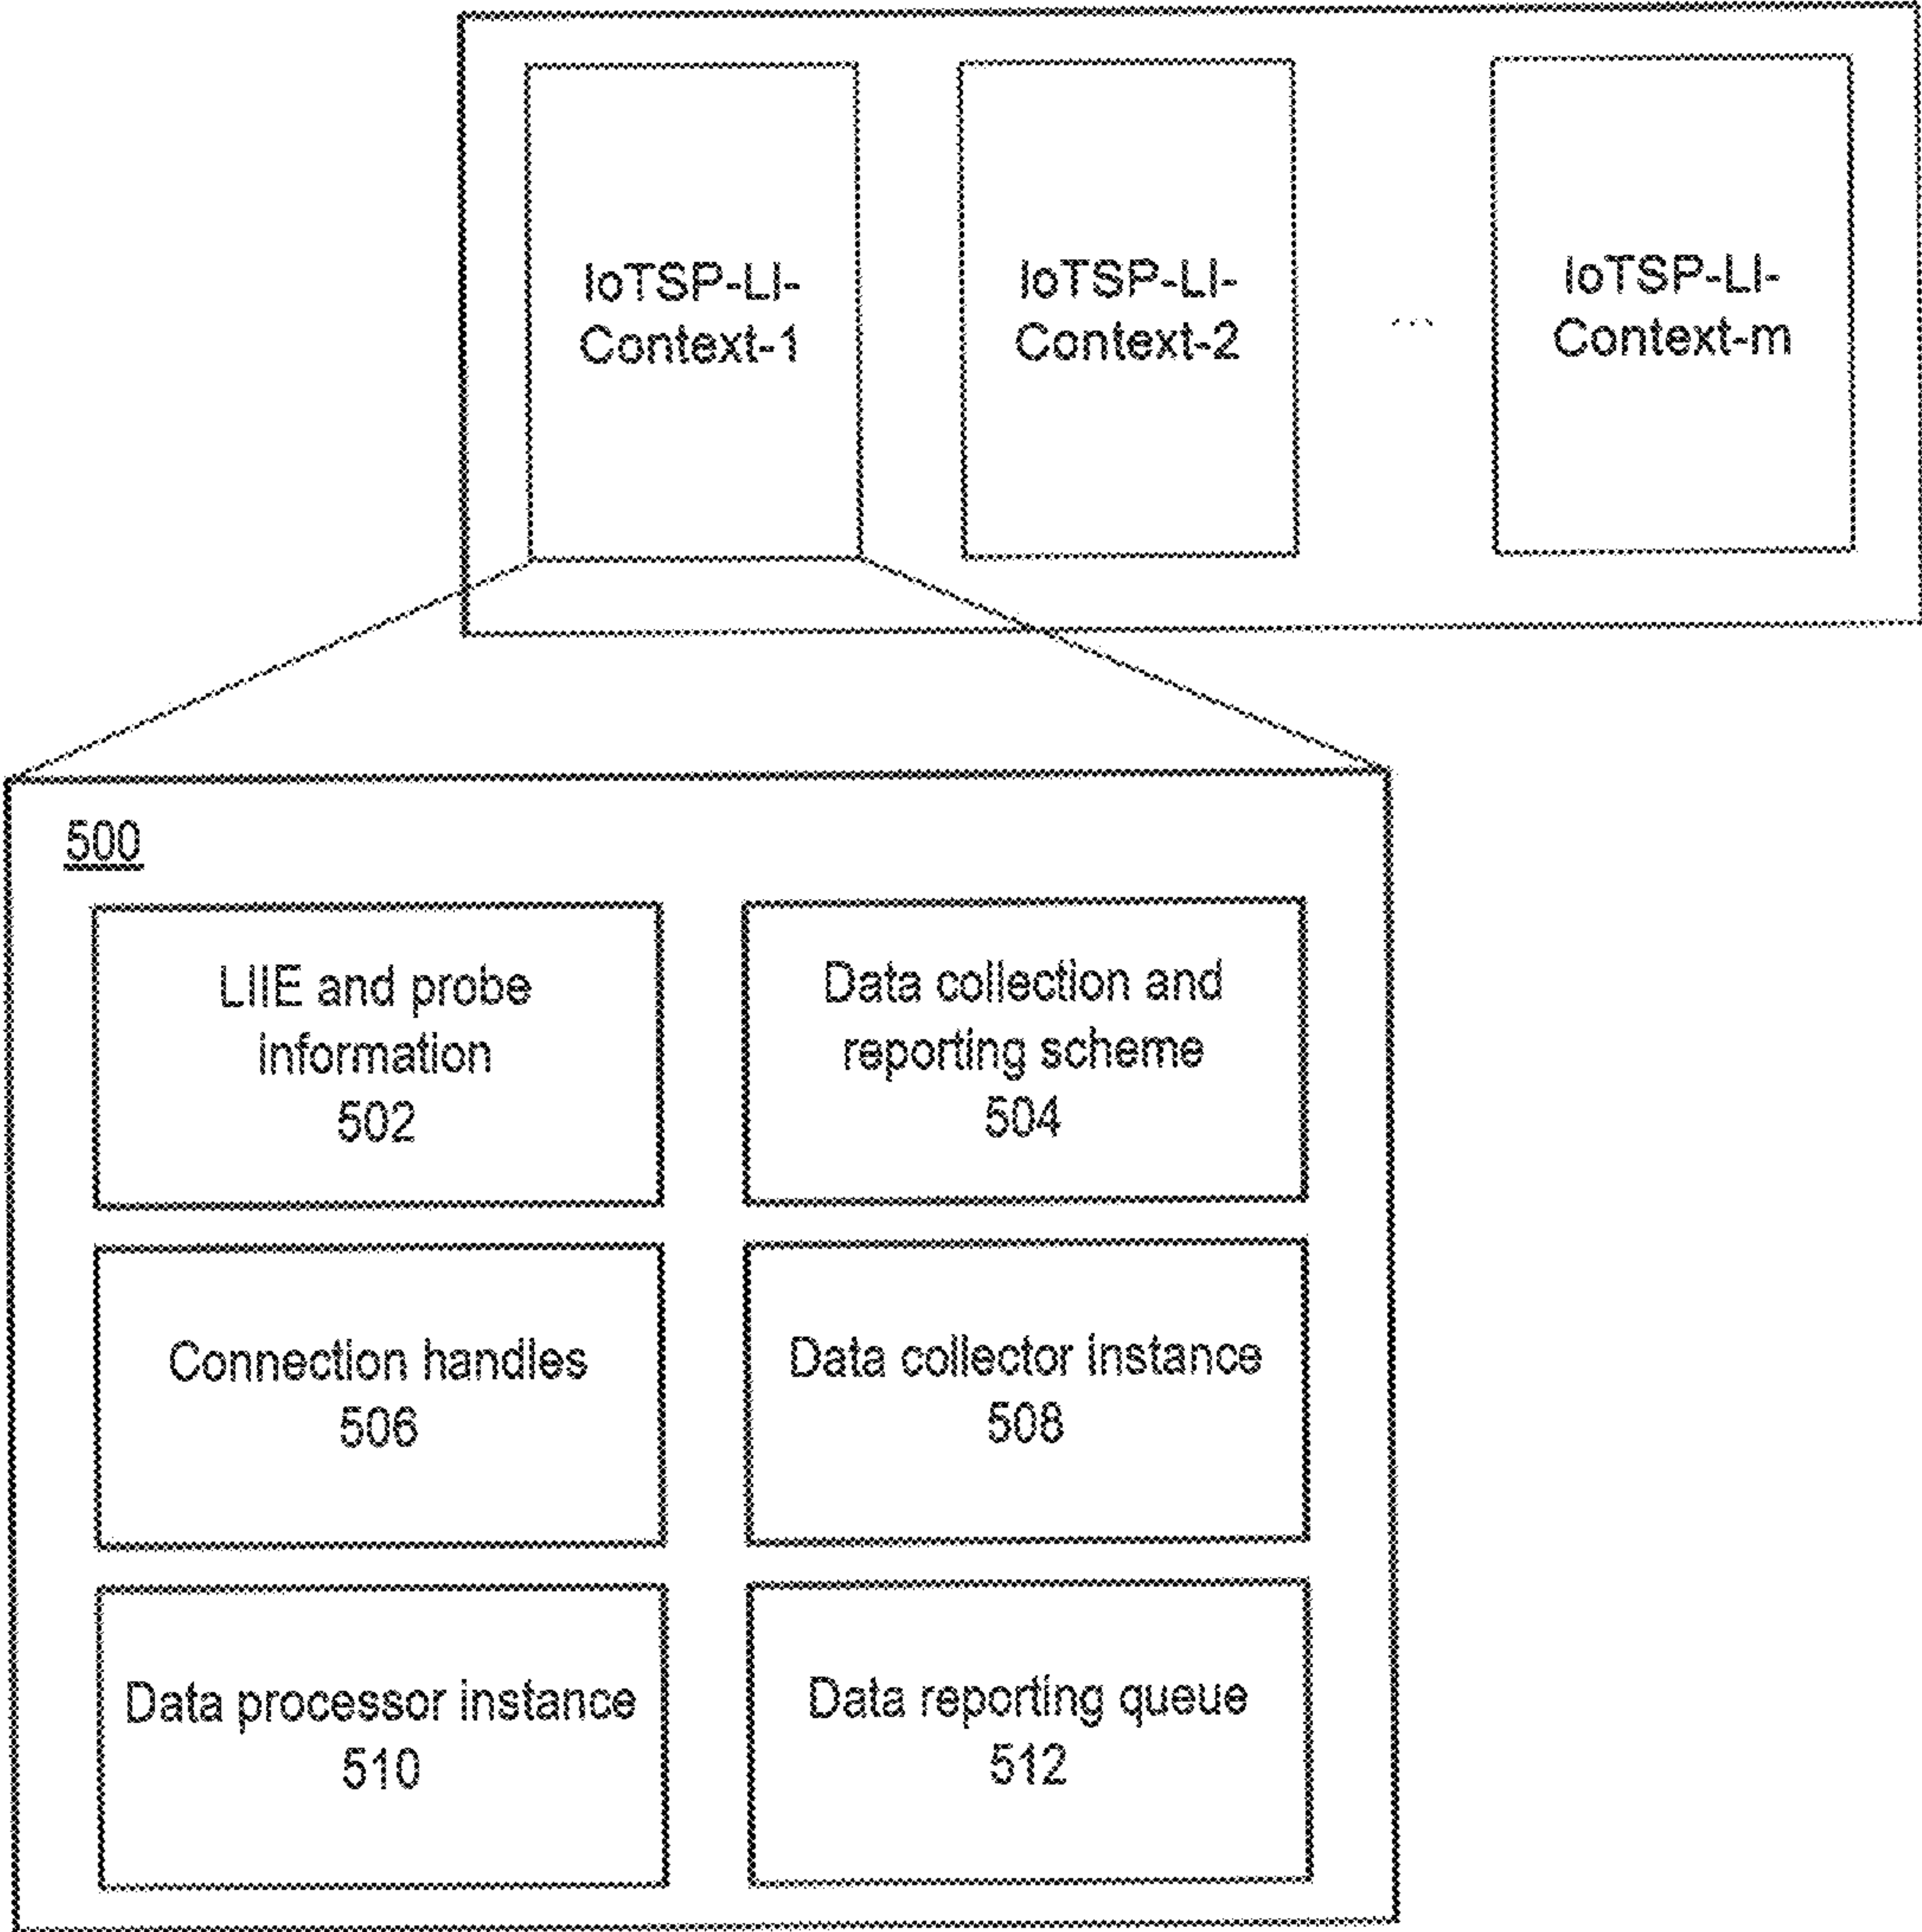 IoTSP-LI-
Context-1
IoTSP-LI-
Context-2
...
IoTSP-LI-
Context-m
500
LIIE and probe
information
502
Data collection and
reporting scheme
504
Connection handles
506
Data collector instance
508
Data processor instance
510
Data reporting queue
512